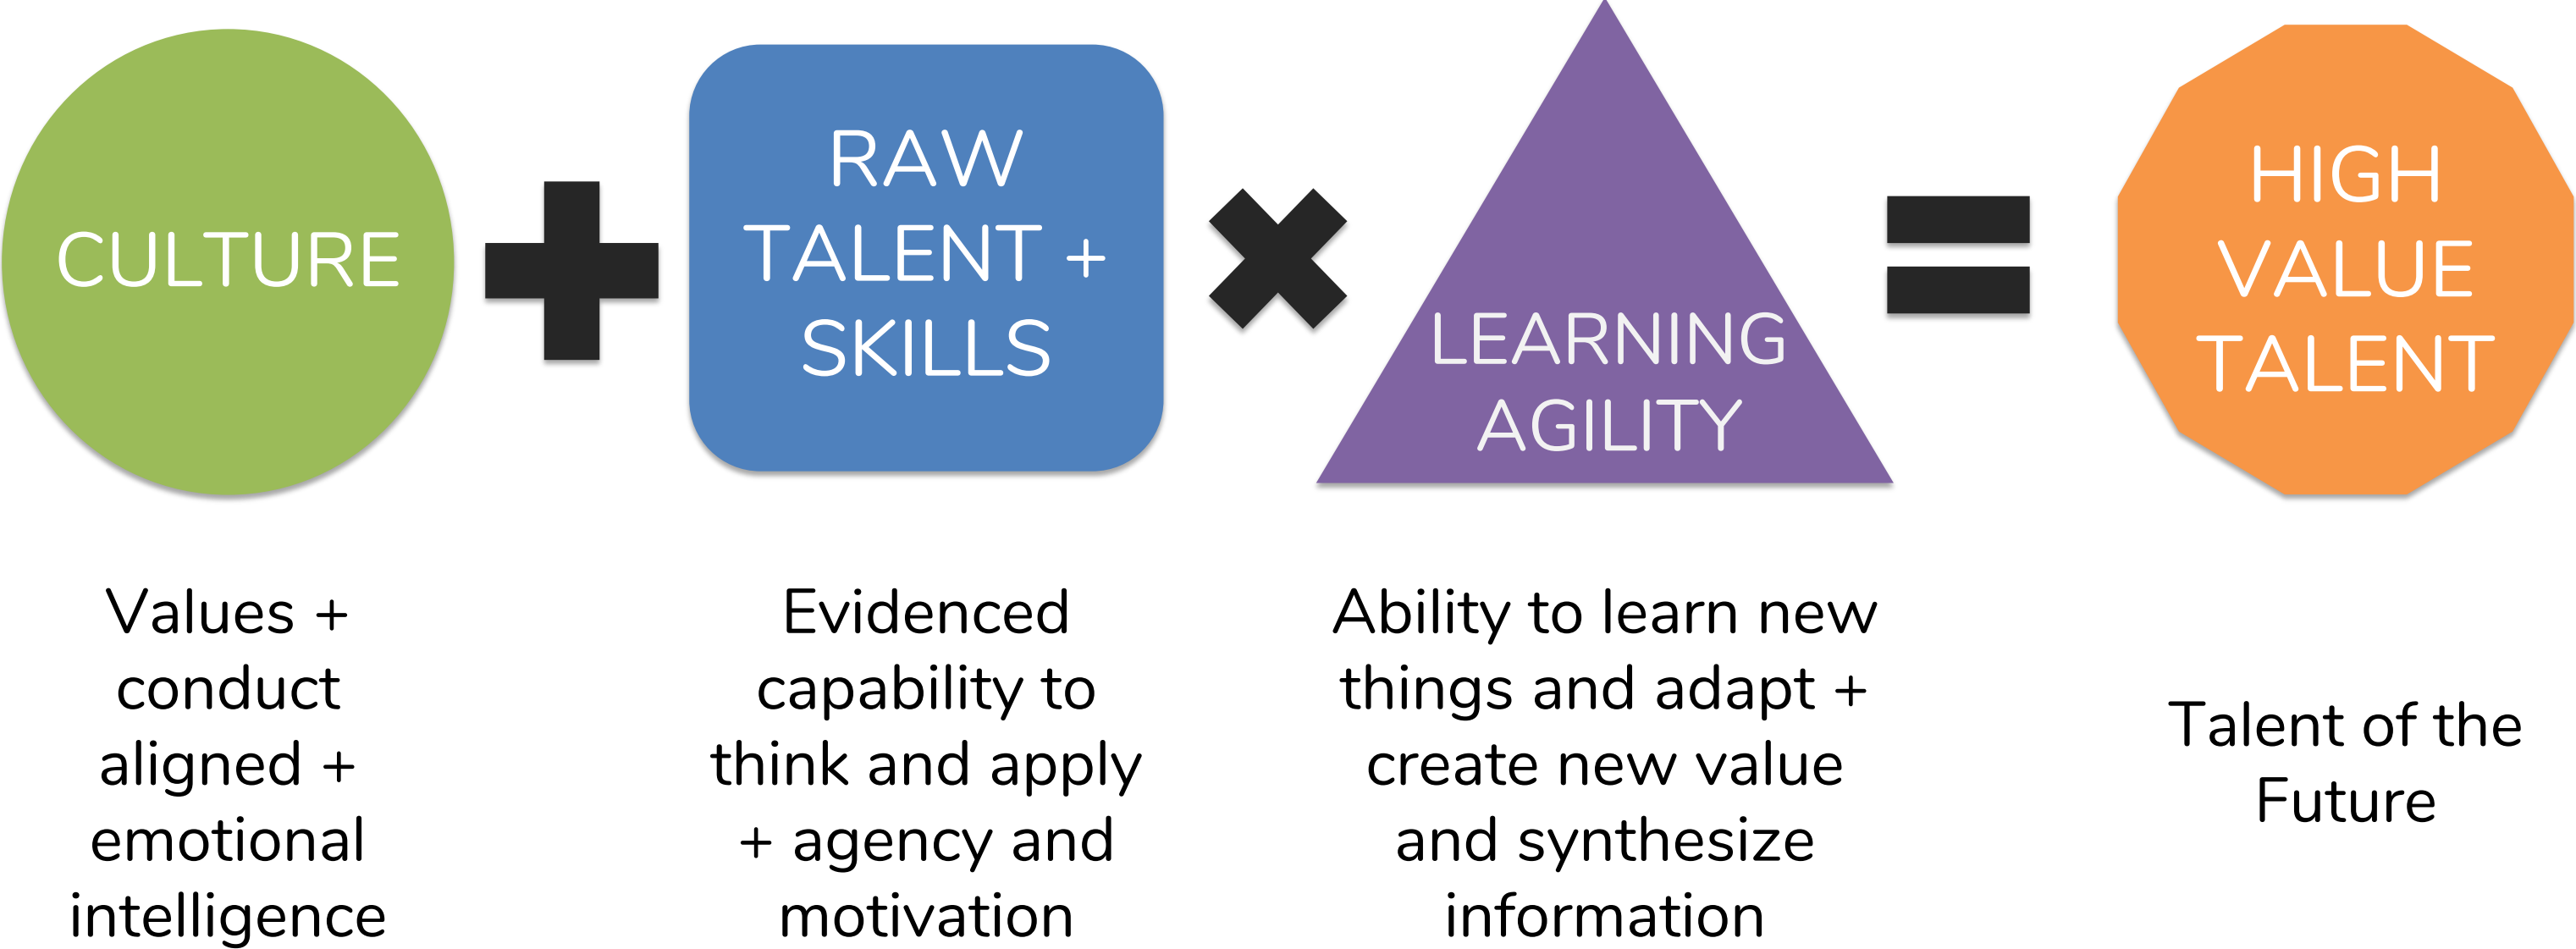 CULTURE
RAW
TALENT +
SKILLS
LEARNING
AGILITY
HIGH
VALUE
TALENT
Values +
conduct
aligned +
emotional
intelligence
Evidenced
capability to
think and apply
+ agency and
motivation
Ability to learn new
things and adapt +
create new value
and synthesize
information
Talent of the
Future